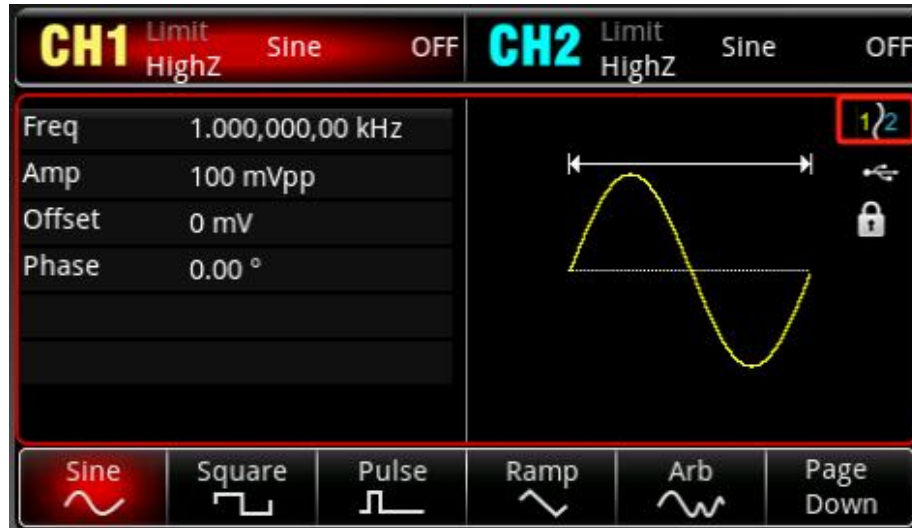 CH1 Limit HighZ Sine OFF CH2 Limit HighZ Sine OFF
Freq 1.000,000,00 kHz
Amp 100 mVpp
Offset 0 mV
Phase 0.00 °
1 2
Sine Square Pulse Ramp Arb Page Down